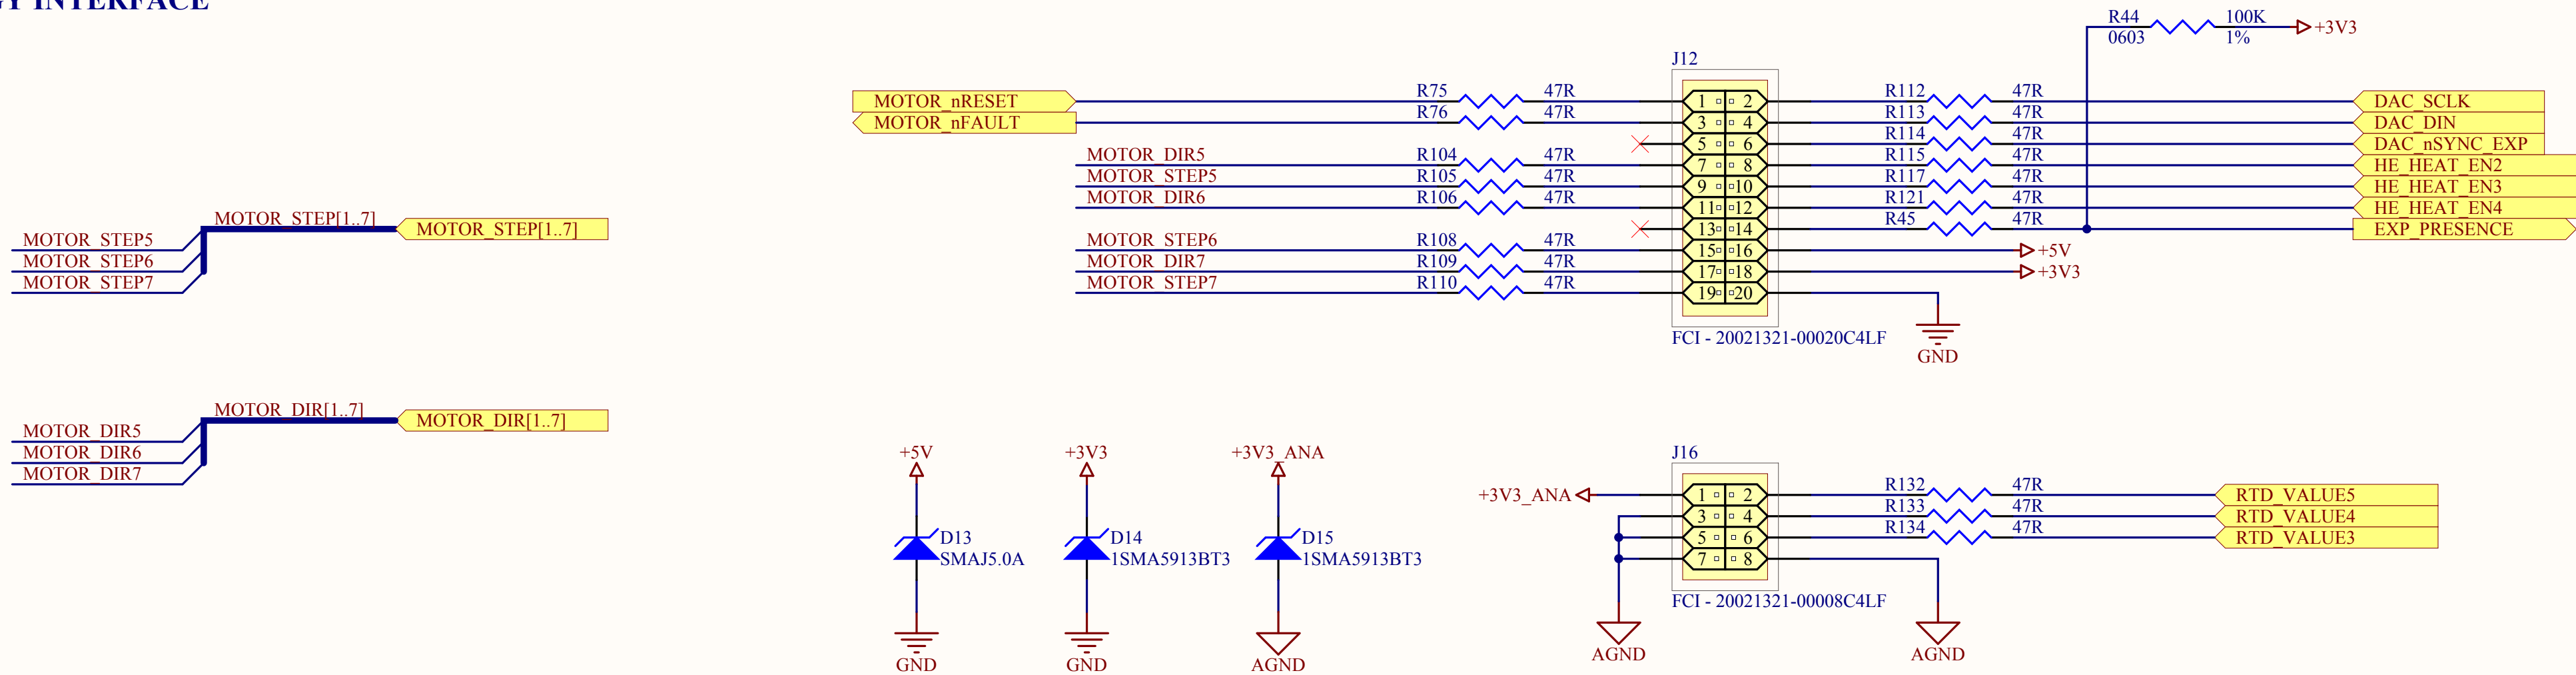 INTERFACE
R44 100K
0603 1%
+3V3
J12
MOTOR_nRESET R75 47R 1 2 R112 47R DAC_SCLK
MOTOR_nFAULT R76 47R 3 4 R113 47R DAC_DIN
5 6 R114 47R DAC_nSYNC_EXP
MOTOR_DIR5 R104 47R 7 8 R115 47R HE_HEAT_EN2
MOTOR_STEP5 R105 47R 9 10 R117 47R HE_HEAT_EN3
MOTOR_DIR6 R106 47R 11 12 R121 47R HE_HEAT_EN4
13 14 R45 47R EXP_PRESENCE
MOTOR_STEP6 R108 47R 15 16 +5V
MOTOR_DIR7 R109 47R 17 18 +3V3
MOTOR_STEP7 R110 47R 19 20
FCI - 20021321-00020C4LF
GND
MOTOR_STEP[1..7] MOTOR_STEP[1..7]
MOTOR_STEP5
MOTOR_STEP6
MOTOR_STEP7
MOTOR_DIR[1..7] MOTOR_DIR[1..7]
MOTOR_DIR5
MOTOR_DIR6
MOTOR_DIR7
+5V
D13
SMAJ5.0A
GND
+3V3
D14
1SMA5913BT3
GND
+3V3_ANA
D15
1SMA5913BT3
AGND
J16
+3V3_ANA 1 2 R132 47R RTD_VALUE5
3 4 R133 47R RTD_VALUE4
5 6 R134 47R RTD_VALUE3
7 8
FCI - 20021321-00008C4LF
AGND AGND